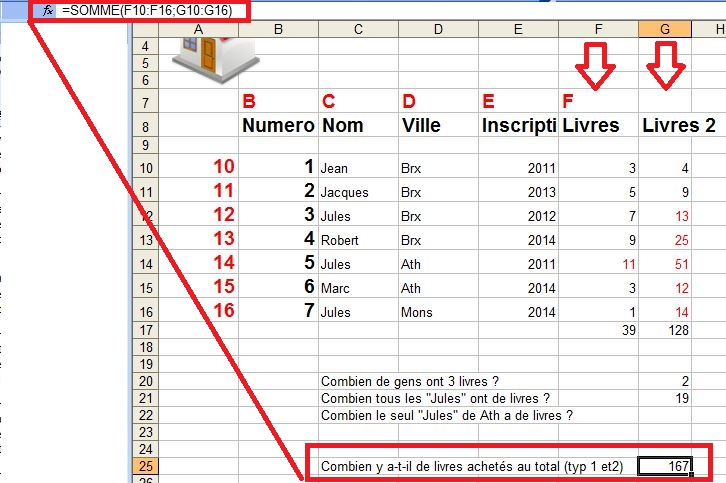 fx =SOMME(F10:F16;G10:G16)
A B C D E F G H
4
5
6
7 B C D E F
8 Numero Nom Ville Inscripti Livres Livres 2
9
10 10 1 Jean Brx 2011 3 4
11 11 2 Jacques Brx 2013 5 9
12 12 3 Jules Brx 2012 7 13
13 13 4 Robert Brx 2014 9 25
14 14 5 Jules Ath 2011 11 51
15 15 6 Marc Ath 2014 3 12
16 16 7 Jules Mons 2014 1 14
17 39 128
18
19
20 Combien de gens ont 3 livres ? 2
21 Combien tous les "Jules" ont de livres ? 19
22 Combien le seul "Jules" de Ath a de livres ?
23
24
25 Combien y a-t-il de livres achetés au total (typ 1 et2) 167